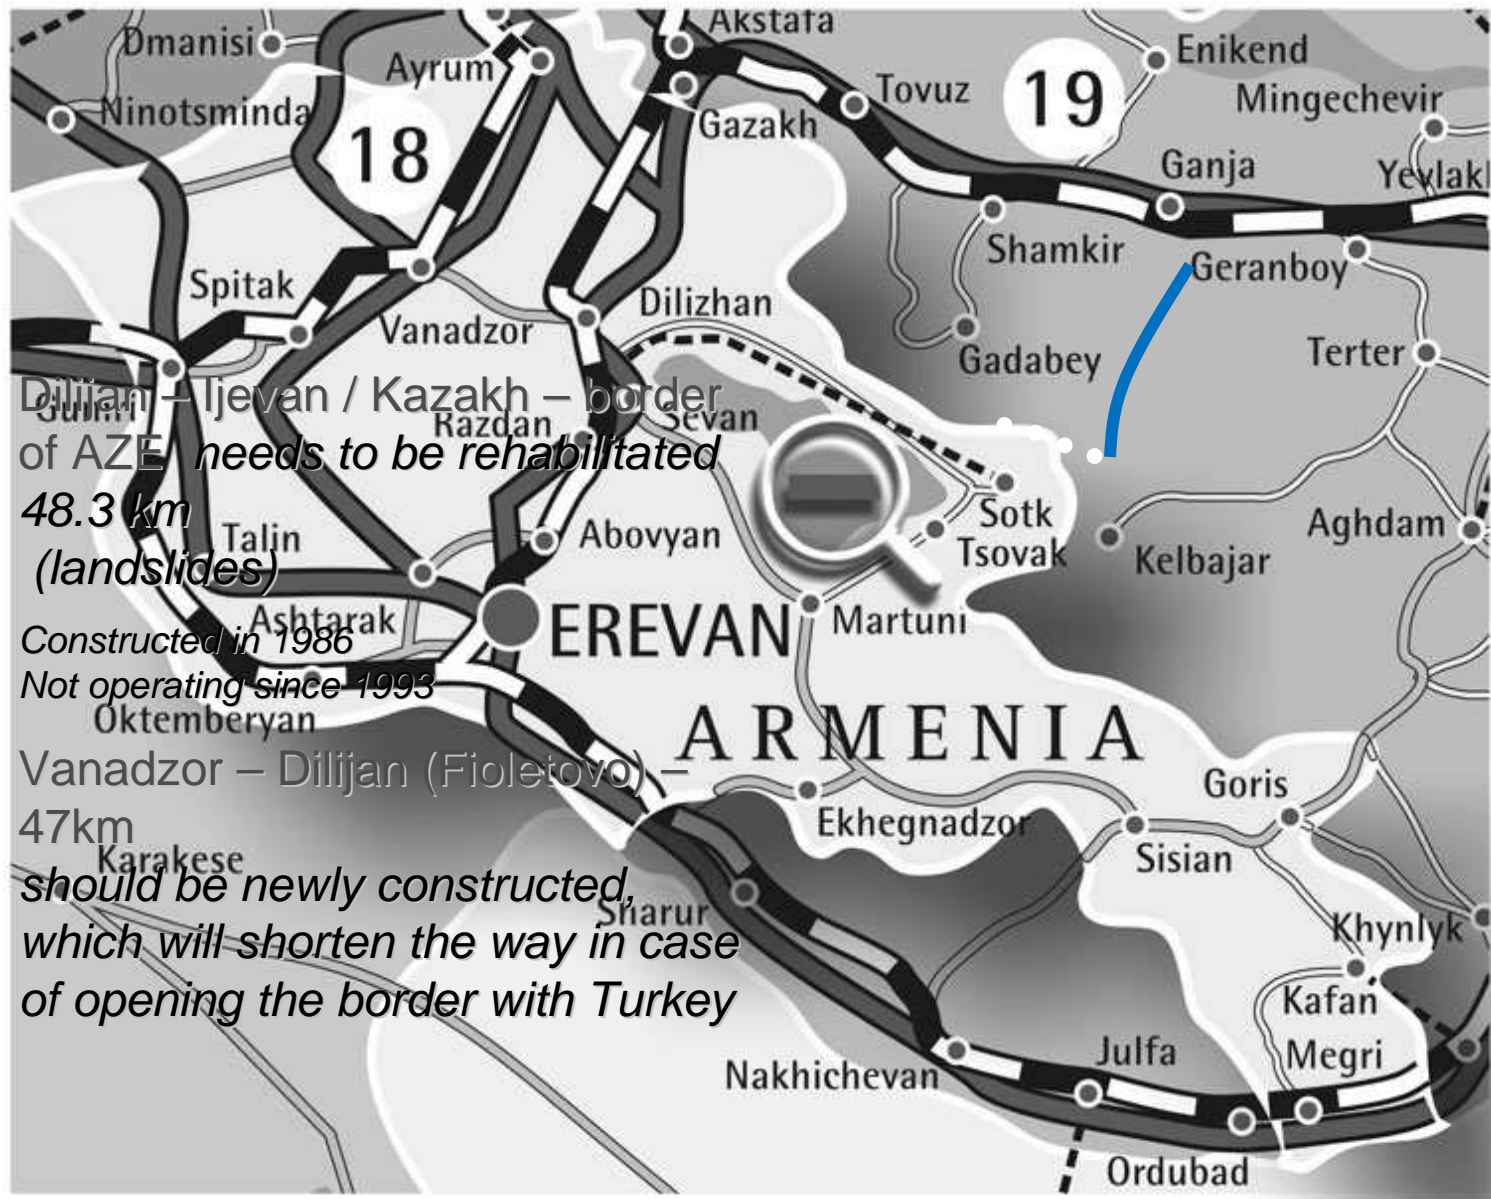 Akstafa
Dmanisi
Ayrum
Enikend
Tovuz
19
Mingechevir
Ninotsminda
Gazakh
18
Ganja
Yevlakl
Shamkir
Geranboy
Spitak
Dilizhan
Vanadzor
Gadabey
Terter
Dilijan – Ijevan / Kazakh – border
of AZE needs to be rehabilitated
48.3 km
(landslides)
Gumri
Razdan
Sevan
Sotk
Tsovak
Aghdam
Talin
Abovyan
Kelbajar
Ashtarak
EREVAN
Martuni
Constructed in 1986
Not operating since 1993
Oktemberyan
ARMENIA
Vanadzor – Dilijan (Fioletovo) –
47km
should be newly constructed,
which will shorten the way in case
of opening the border with Turkey
Goris
Ekhegnadzor
Sisian
Karakese
Sharur
Khynlyk
Kafan
Julfa
Megri
Nakhichevan
Ordubad